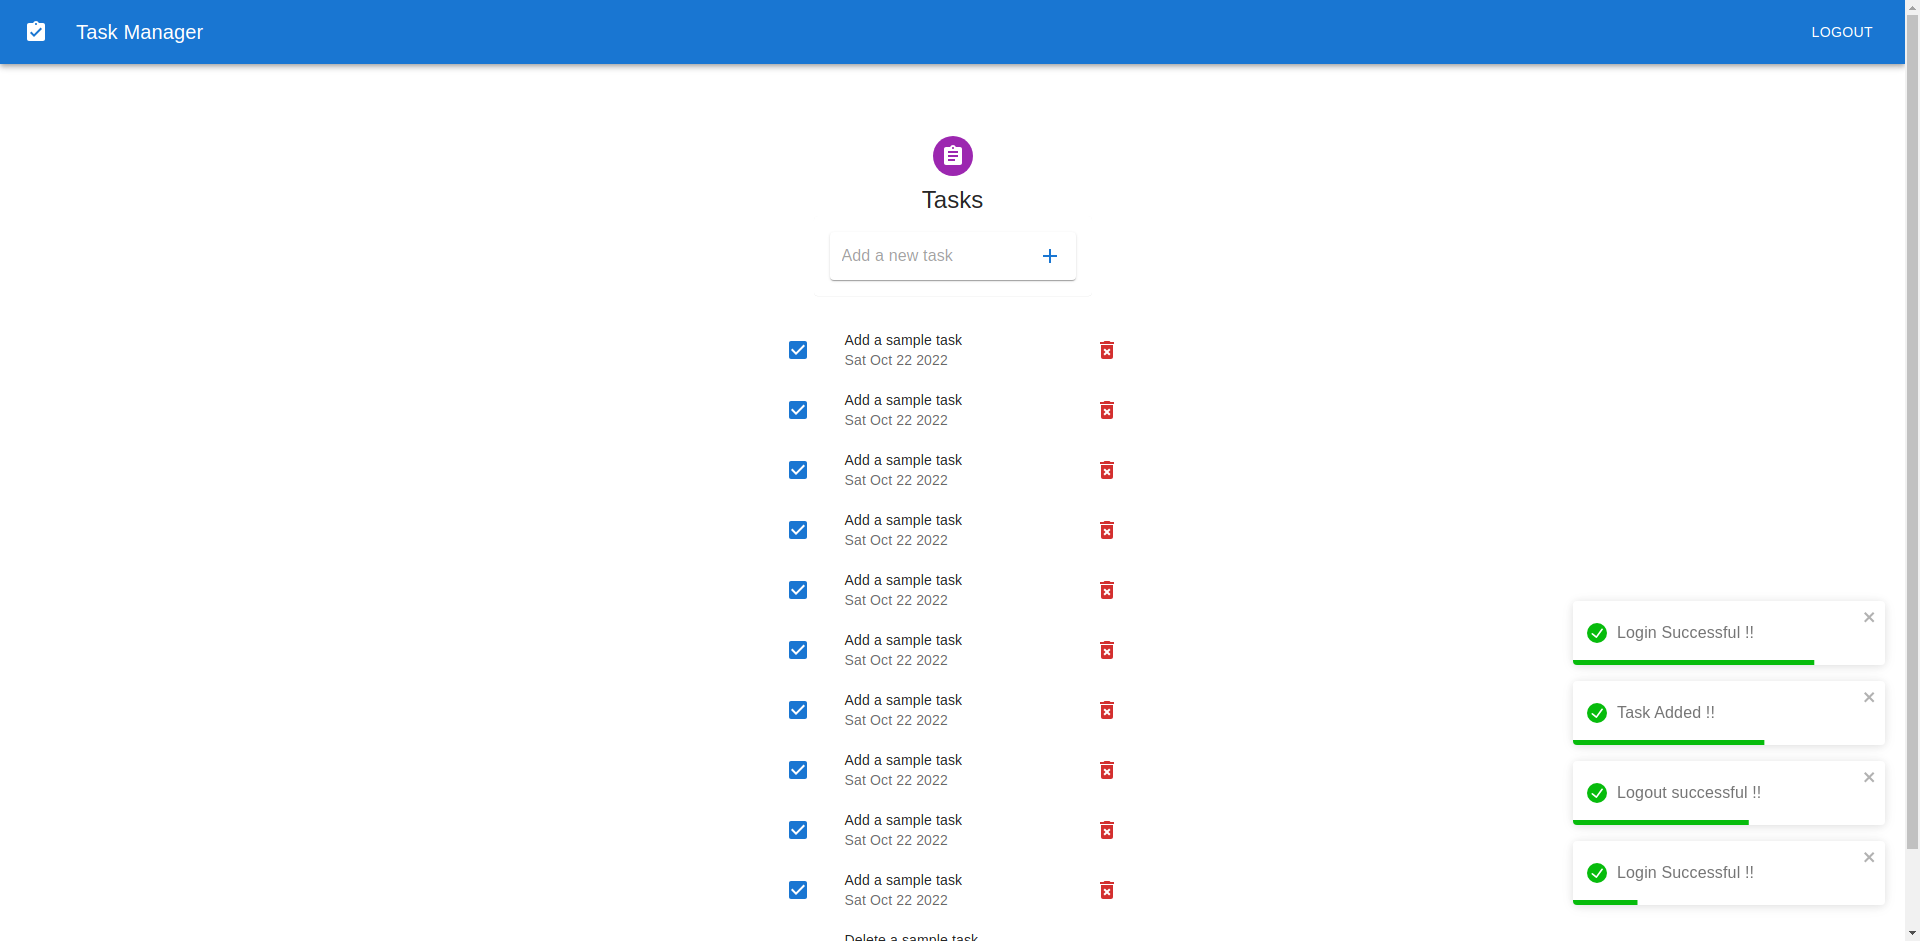 Task Manager
LOGOUT
Tasks
Add a new task
Add a sample task
Sat Oct 22 2022
Add a sample task
Sat Oct 22 2022
Add a sample task
Sat Oct 22 2022
Add a sample task
Sat Oct 22 2022
Add a sample task
Sat Oct 22 2022
Add a sample task
Sat Oct 22 2022
Add a sample task
Sat Oct 22 2022
Add a sample task
Sat Oct 22 2022
Add a sample task
Sat Oct 22 2022
Add a sample task
Sat Oct 22 2022
Delete a sample task
Login Successful !!
Task Added !!
Logout successful !!
Login Successful !!